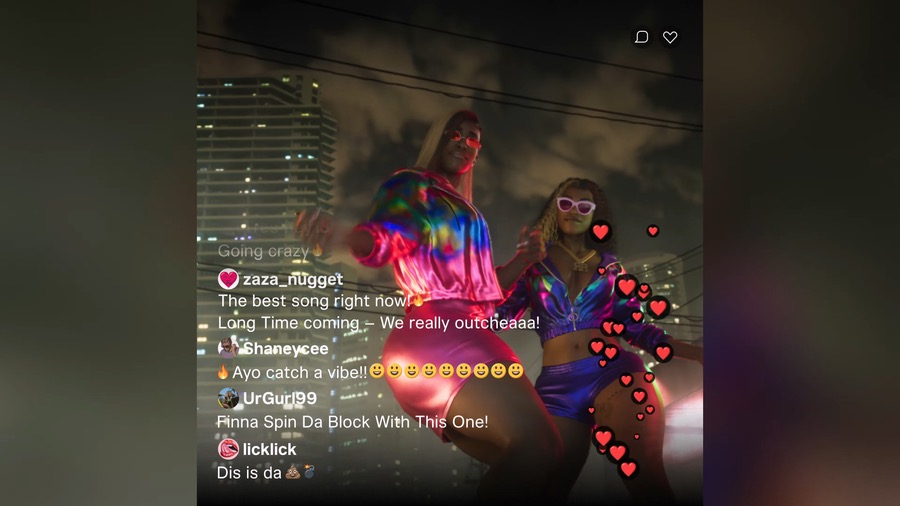 Going crazy
zaza_nugget
The best song right now!🔥
Long Time coming – We really outcheaaa!
Shaneycee
🔥Ayo catch a vibe!!😀😀😀😀😀😀😀😀😀
UrGurl99
Finna Spin Da Block With This One!
licklick
Dis is da💩💣